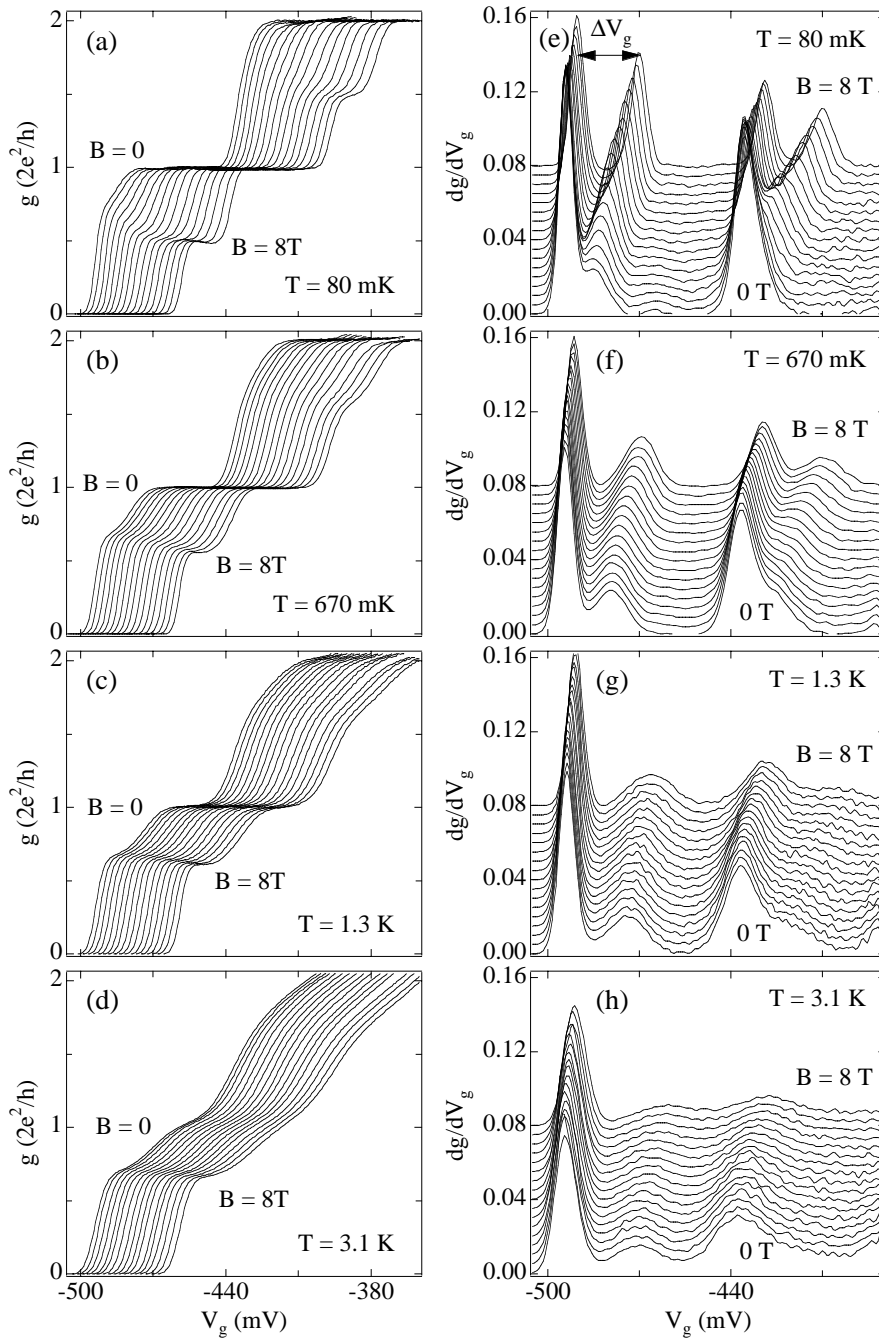 (a)
g (2e²/h)
2
1
0
B = 0
B = 8T
T = 80 mK
(e)
dg/dV_g
0.16
0.12
0.08
0.04
0.00
ΔV_g
T = 80 mK
B = 8 T
0 T
(b)
g (2e²/h)
2
1
0
B = 0
B = 8T
T = 670 mK
(f)
dg/dV_g
0.16
0.12
0.08
0.04
0.00
T = 670 mK
B = 8 T
0 T
(c)
g (2e²/h)
2
1
0
B = 0
B = 8T
T = 1.3 K
(g)
dg/dV_g
0.16
0.12
0.08
0.04
0.00
T = 1.3 K
B = 8 T
0 T
(d)
g (2e²/h)
2
1
0
B = 0
B = 8T
T = 3.1 K
-500 -440 -380
V_g (mV)
(h)
dg/dV_g
0.16
0.12
0.08
0.04
0.00
T = 3.1 K
B = 8 T
0 T
-500 -440
V_g (mV)